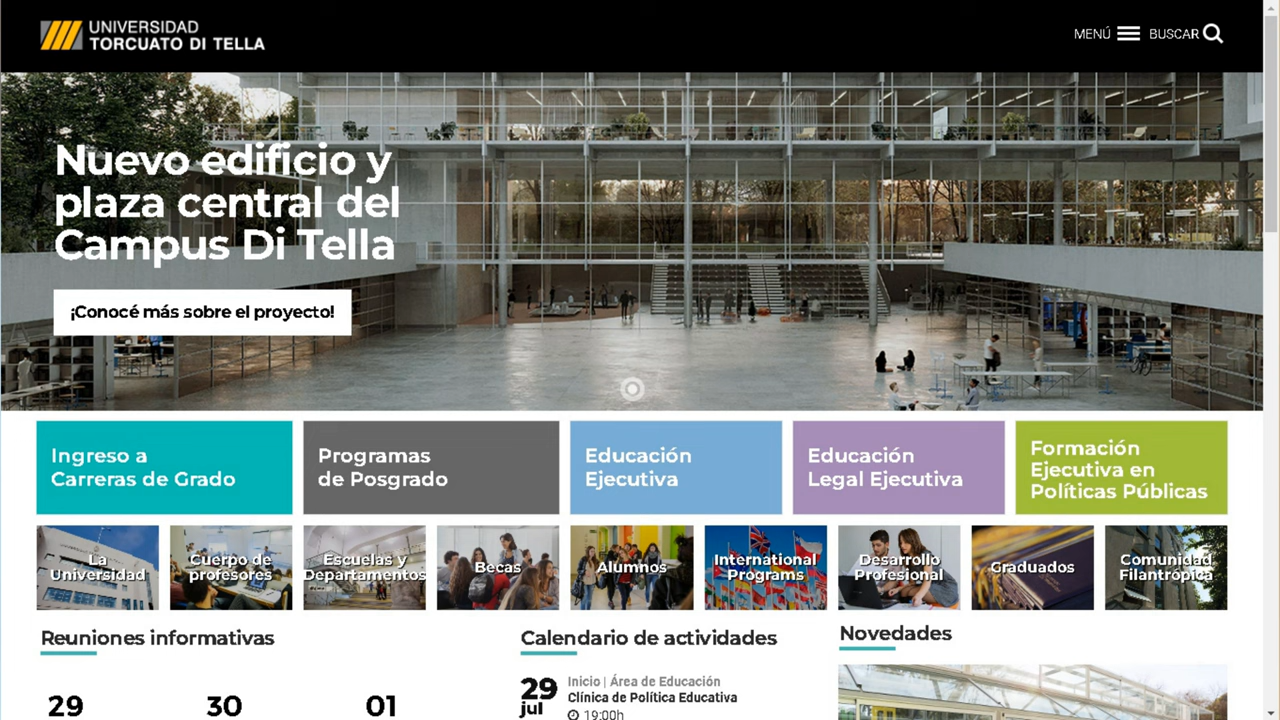 UNIVERSIDAD
TORCUATO DI TELLA
MENÚ
BUSCAR
Nuevo edificio y
plaza central del
Campus Di Tella
¡Conocé más sobre el proyecto!
Ingreso a
Carreras de Grado
Programas
de Posgrado
Educación
Ejecutiva
Educación
Legal Ejecutiva
Formación
Ejecutiva en
Políticas Públicas
La
Universidad
Cuerpo de
profesores
Escuelas y
Departamentos
Becas
Alumnos
International
Programs
Desarrollo
Profesional
Graduados
Comunidad
Filantrópica
Reuniones informativas
29
30
01
Calendario de actividades
29
jul
Inicio | Área de Educación
Clínica de Política Educativa
19:00h
Novedades